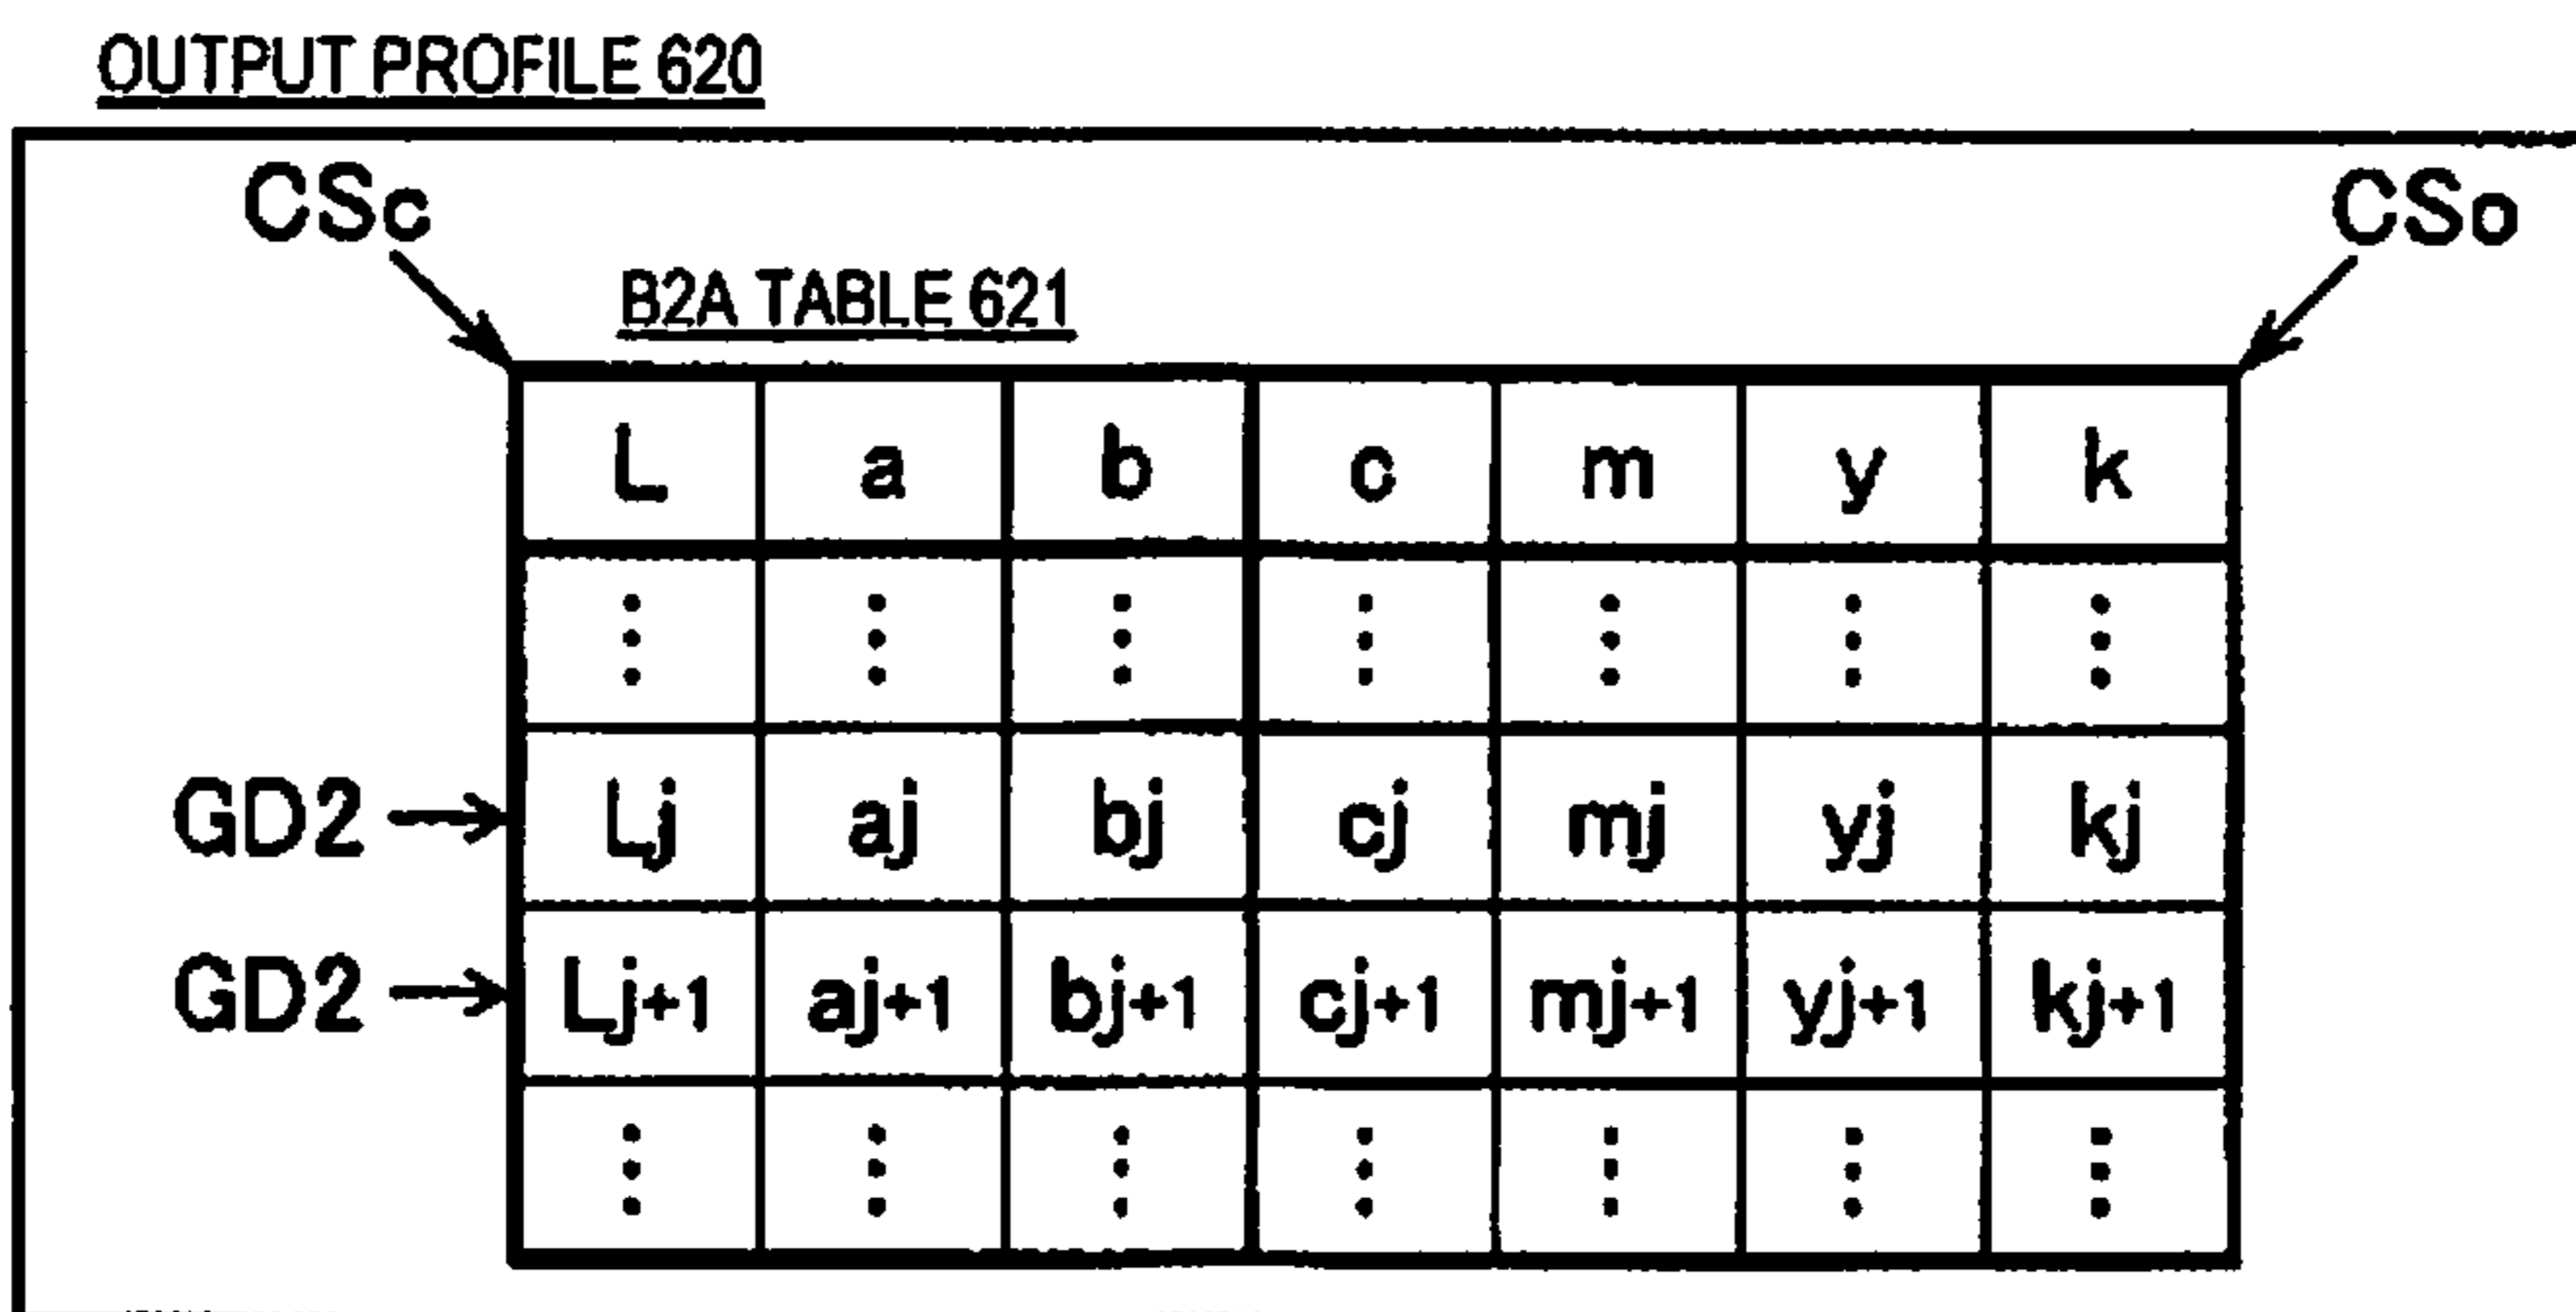 OUTPUT PROFILE 620
CSc CSo
B2A TABLE 621
L a b c m y k
⋮ ⋮ ⋮ ⋮ ⋮ ⋮ ⋮
GD2 → Lj aj bj cj mj yj kj
GD2 → Lj+1 aj+1 bj+1 cj+1 mj+1 yj+1 kj+1
⋮ ⋮ ⋮ ⋮ ⋮ ⋮ ⋮